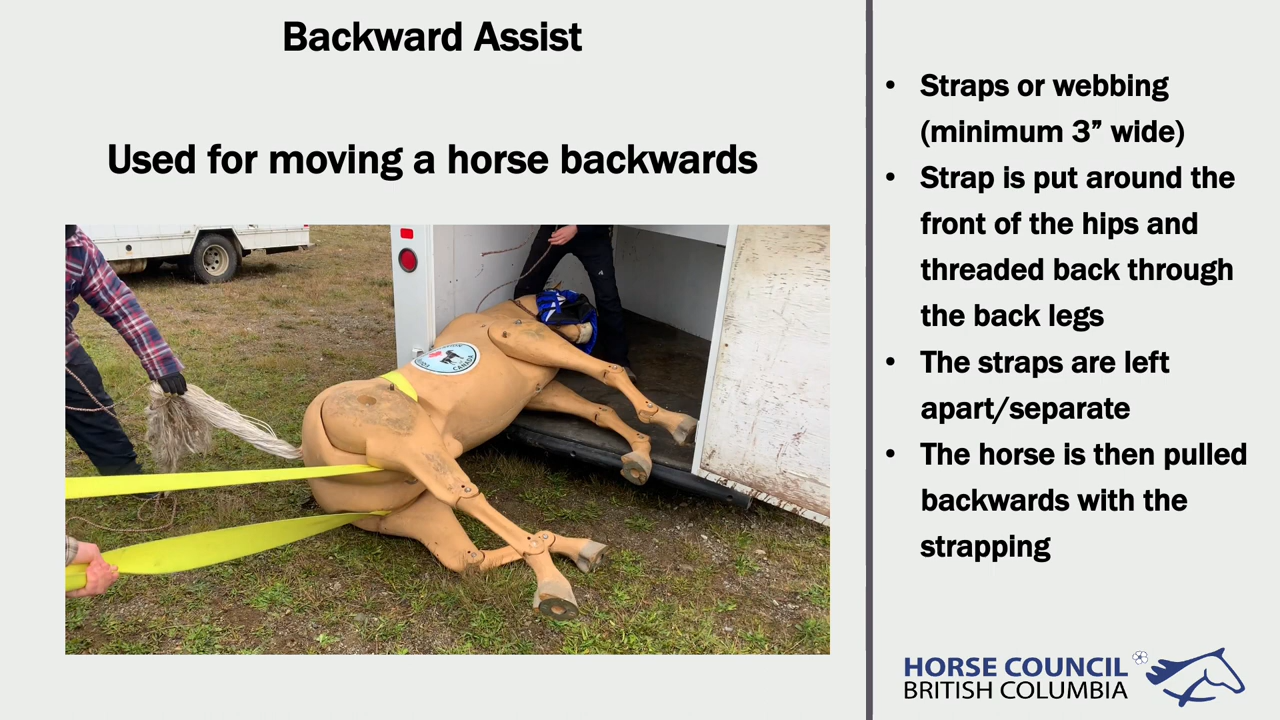 Backward Assist
Used for moving a horse backwards
• Straps or webbing
(minimum 3” wide)
• Strap is put around the
front of the hips and
threaded back through
the back legs
• The straps are left
apart/separate
• The horse is then pulled
backwards with the
strapping
CANADA
HORSE COUNCIL
BRITISH COLUMBIA